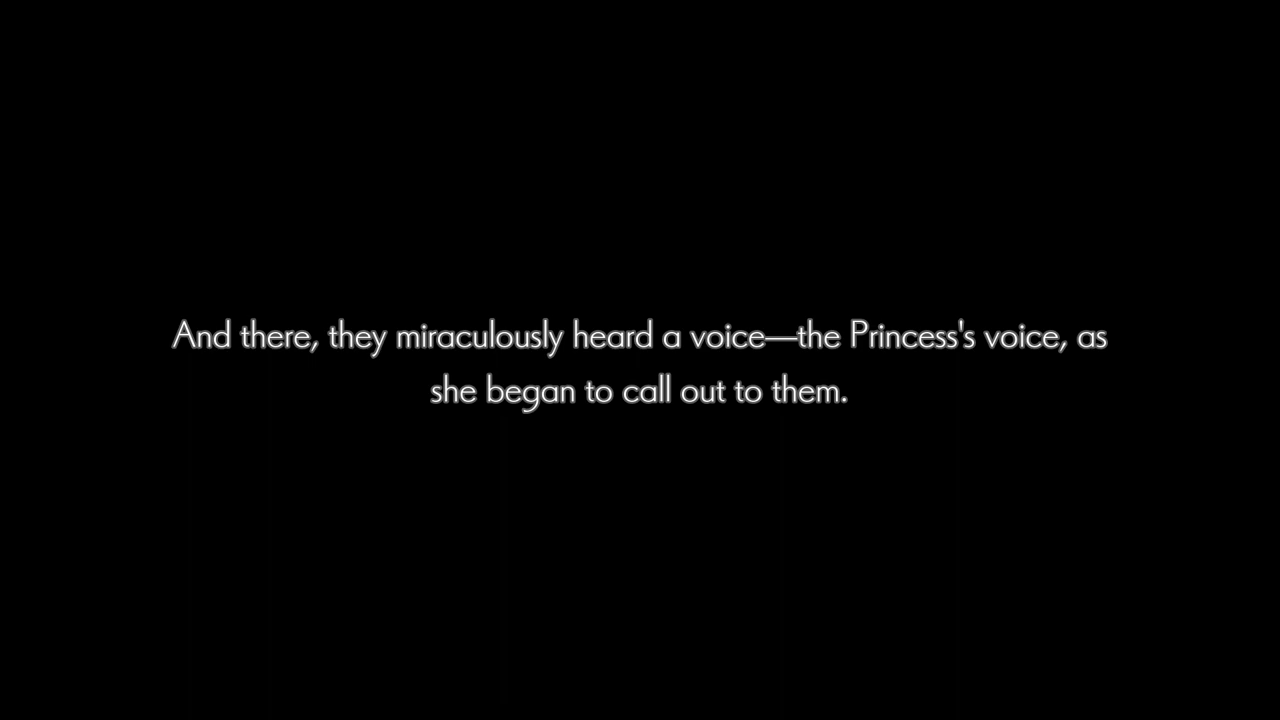 And there, they miraculously heard a voice—the Princess's voice, as
she began to call out to them.